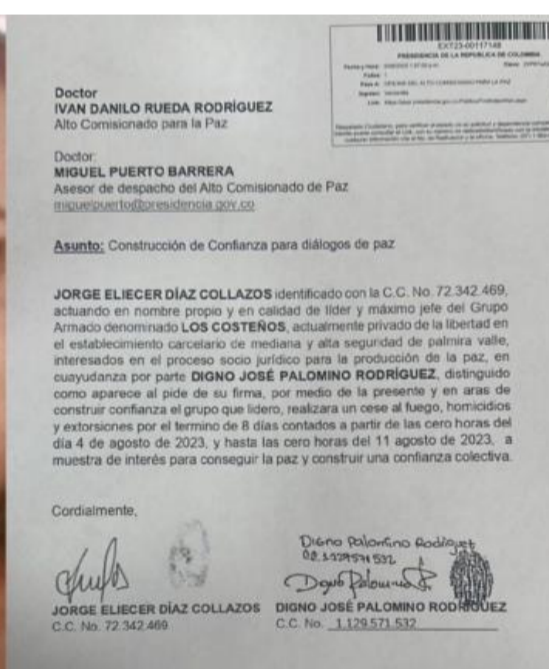 EXT23-00117148
PRESIDENCIA DE LA REPUBLICA DE COLOMBIA
Doctor
IVAN DANILO RUEDA RODRÍGUEZ
Alto Comisionado para la Paz
Doctor:
MIGUEL PUERTO BARRERA
Asesor de despacho del Alto Comisionado de Paz
miguelpuerto@presidencia.gov.co
Asunto: Construcción de Confianza para diálogos de paz
JORGE ELIECER DÍAZ COLLAZOS identificado con la C.C. No. 72.342.469,
actuando en nombre propio y en calidad de líder y máximo jefe del Grupo
Armado denominado LOS COSTEÑOS, actualmente privado de la libertad en
el establecimiento carcelario de mediana y alta seguridad de palmira valle,
interesados en el proceso socio jurídico para la producción de la paz, en
cuayudanza por parte DIGNO JOSÉ PALOMINO RODRÍGUEZ, distinguido
como aparece al pide de su firma, por medio de la presente y en aras de
construir confianza el grupo que lidero, realizara un cese al fuego, homicidios
y extorsiones por el termino de 8 días contados a partir de las cero horas del
día 4 de agosto de 2023, y hasta las cero horas del 11 agosto de 2023, a
muestra de interés para conseguir la paz y construir una confianza colectiva.
Cordialmente,
Digno Palomino Rodriguez
JORGE ELIECER DÍAZ COLLAZOS DIGNO JOSÉ PALOMINO RODRÍGUEZ
C.C. No. 72.342.469 C.C. No. 1.129.571.532